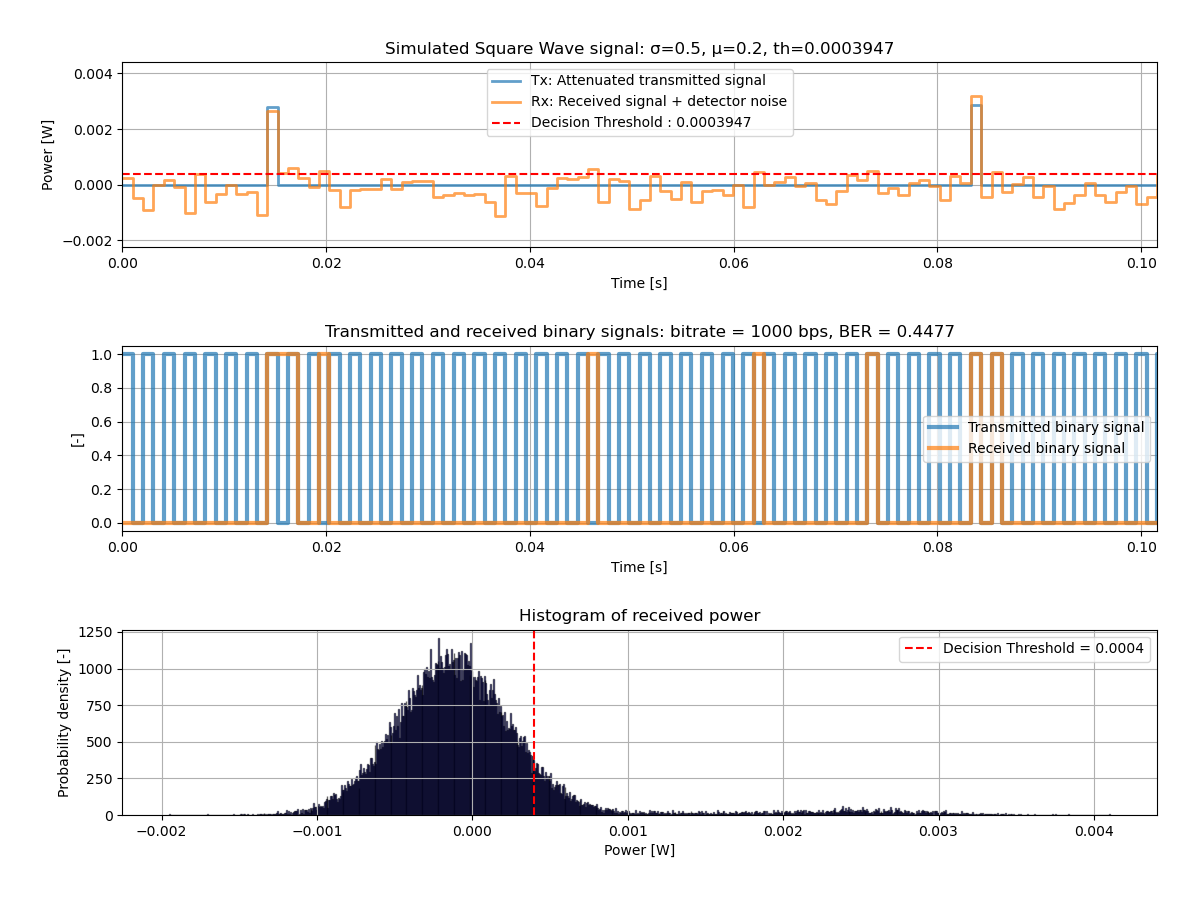 Simulated Square Wave signal: σ=0.5, μ=0.2, th=0.0003947
Tx: Attenuated transmitted signal
Rx: Received signal + detector noise
Decision Threshold : 0.0003947
Power [W]
0.004
0.002
0.000
−0.002
0.00 0.02 0.04 0.06 0.08 0.10
Time [s]
Transmitted and received binary signals: bitrate = 1000 bps, BER = 0.4477
Transmitted binary signal
Received binary signal
[-]
1.0
0.8
0.6
0.4
0.2
0.0
0.00 0.02 0.04 0.06 0.08 0.10
Time [s]
Histogram of received power
Decision Threshold = 0.0004
Probability density [-]
1250
1000
750
500
250
0
−0.002 −0.001 0.000 0.001 0.002 0.003 0.004
Power [W]